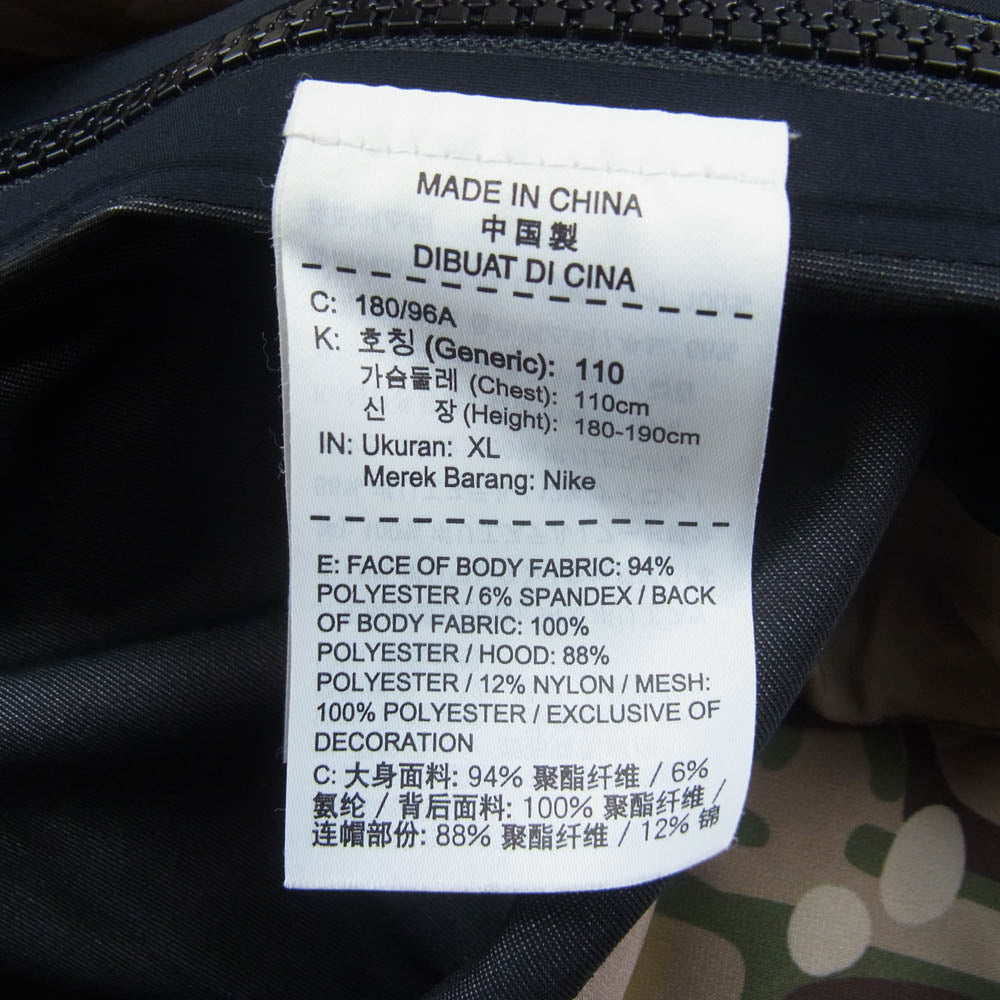 MADE IN CHINA
中国製
DIBUAT DI CINA
C: 180/96A
K: 호칭 (Generic): 110
가슴둘레 (Chest): 110cm
신 장 (Height): 180-190cm
IN: Ukuran: XL
Merek Barang: Nike
E: FACE OF BODY FABRIC: 94%
POLYESTER / 6% SPANDEX / BACK
OF BODY FABRIC: 100%
POLYESTER / HOOD: 88%
POLYESTER / 12% NYLON / MESH:
100% POLYESTER / EXCLUSIVE OF
DECORATION
C: 大身面料: 94% 聚酯纤维 / 6%
氨纶 / 背后面料: 100% 聚酯纤维 /
连帽部份: 88% 聚酯纤维 / 12% 锦